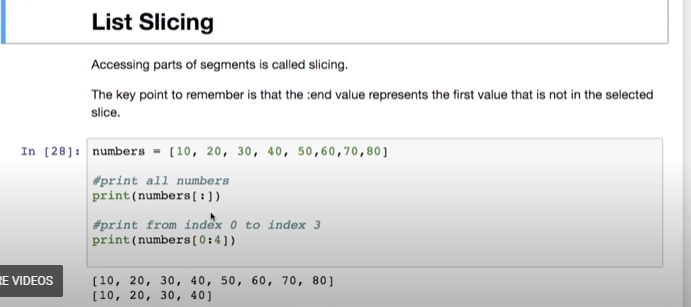 List Slicing
Accessing parts of segments is called slicing.
The key point to remember is that the :end value represents the first value that is not in the selected
slice.
In [28]: numbers = [10, 20, 30, 40, 50,60,70,80]
#print all numbers
print(numbers[:])
#print from index 0 to index 3
print(numbers[0:4])
E VIDEOS
[10, 20, 30, 40, 50, 60, 70, 80]
[10, 20, 30, 40]